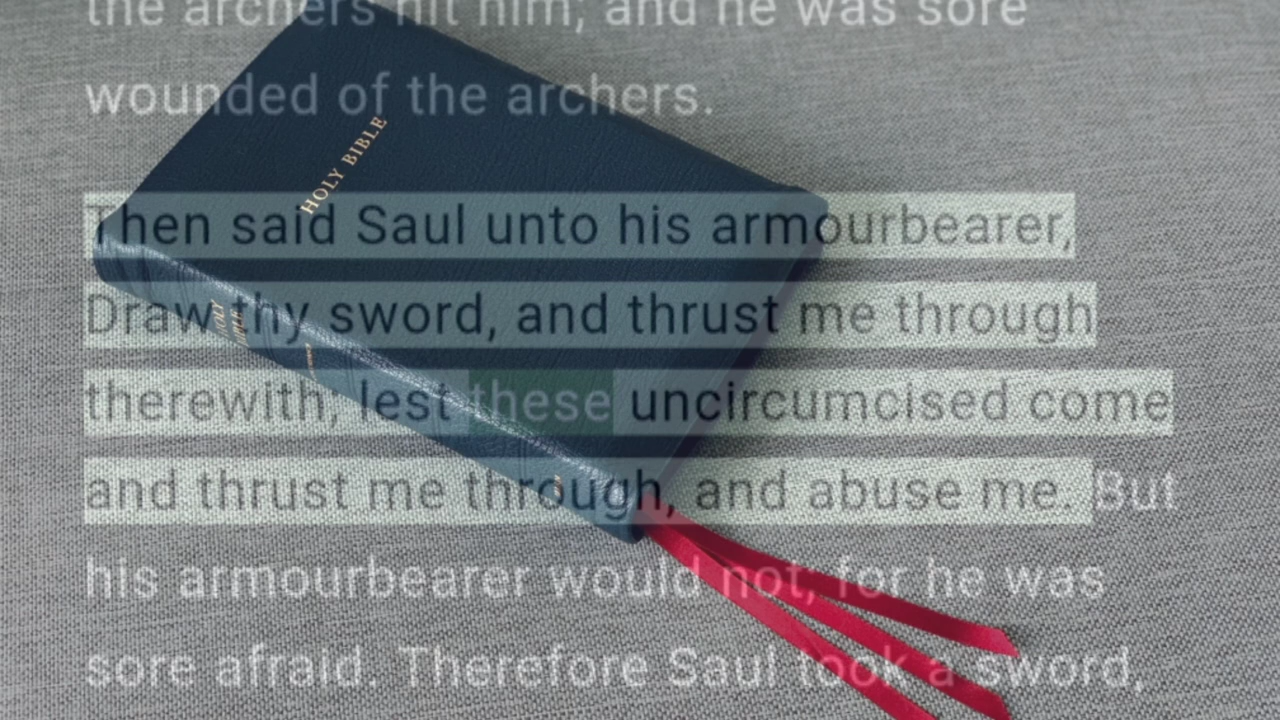 the archers hit him; and he was sore
wounded of the archers.
HOLY BIBLE
Then said Saul unto his armourbearer,
Draw thy sword, and thrust me through
HOLY
BIBLE
therewith, lest these uncircumcised come
and thrust me through, and abuse me. But
his armourbearer would not, for he was
sore afraid. Therefore Saul took a sword,